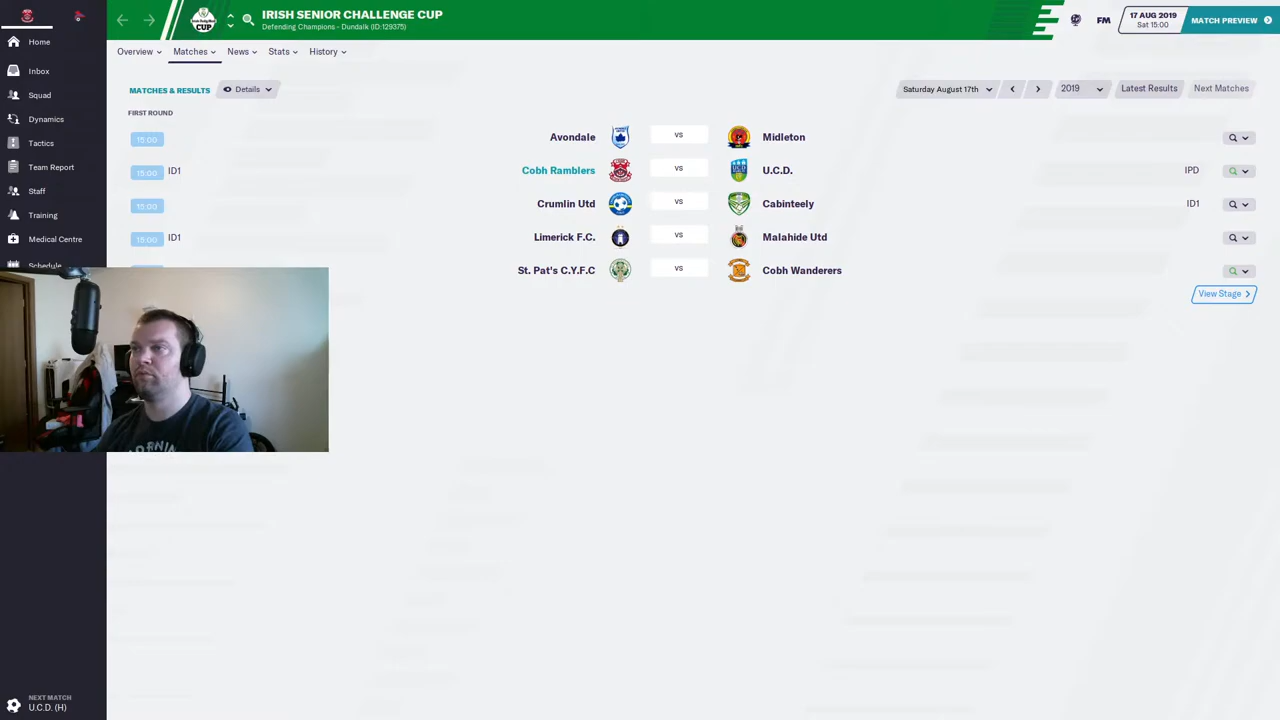 IRISH SENIOR CHALLENGE CUP
Defending Champions - Dundalk (ID:129375)
FM
17 AUG 2019
Sat 15:00
MATCH PREVIEW
Home
Inbox
Squad
Dynamics
Tactics
Team Report
Staff
Training
Medical Centre
Schedule
Overview
Matches
News
Stats
History
MATCHES & RESULTS
Details
Saturday August 17th
2019
Latest Results
Next Matches
FIRST ROUND
15:00 Avondale vs Midleton
15:00 ID1 Cobh Ramblers vs U.C.D. IPD
15:00 Crumlin Utd vs Cabinteely ID1
15:00 ID1 Limerick F.C. vs Malahide Utd
St. Pat's C.Y.F.C vs Cobh Wanderers
View Stage
NEXT MATCH
U.C.D. (H)